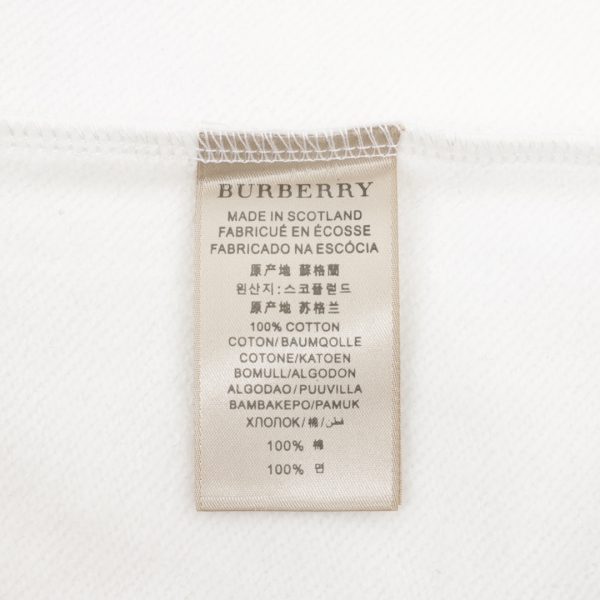 BURBERRY
MADE IN SCOTLAND
FABRICUÉ EN ÉCOSSE
FABRICADO NA ESCÓCIA
原产地 蘇格蘭
원산지:스코틀런드
原产地 苏格兰
100% COTTON
COTON/BAUMQOLLE
COTONE/KATOEN
BOMULL/ALGODON
ALGODAO/PUUVILLA
BAMBAKEPO/PAMUK
ХЛОПОК/棉/قطن
100% 棉
100% 면